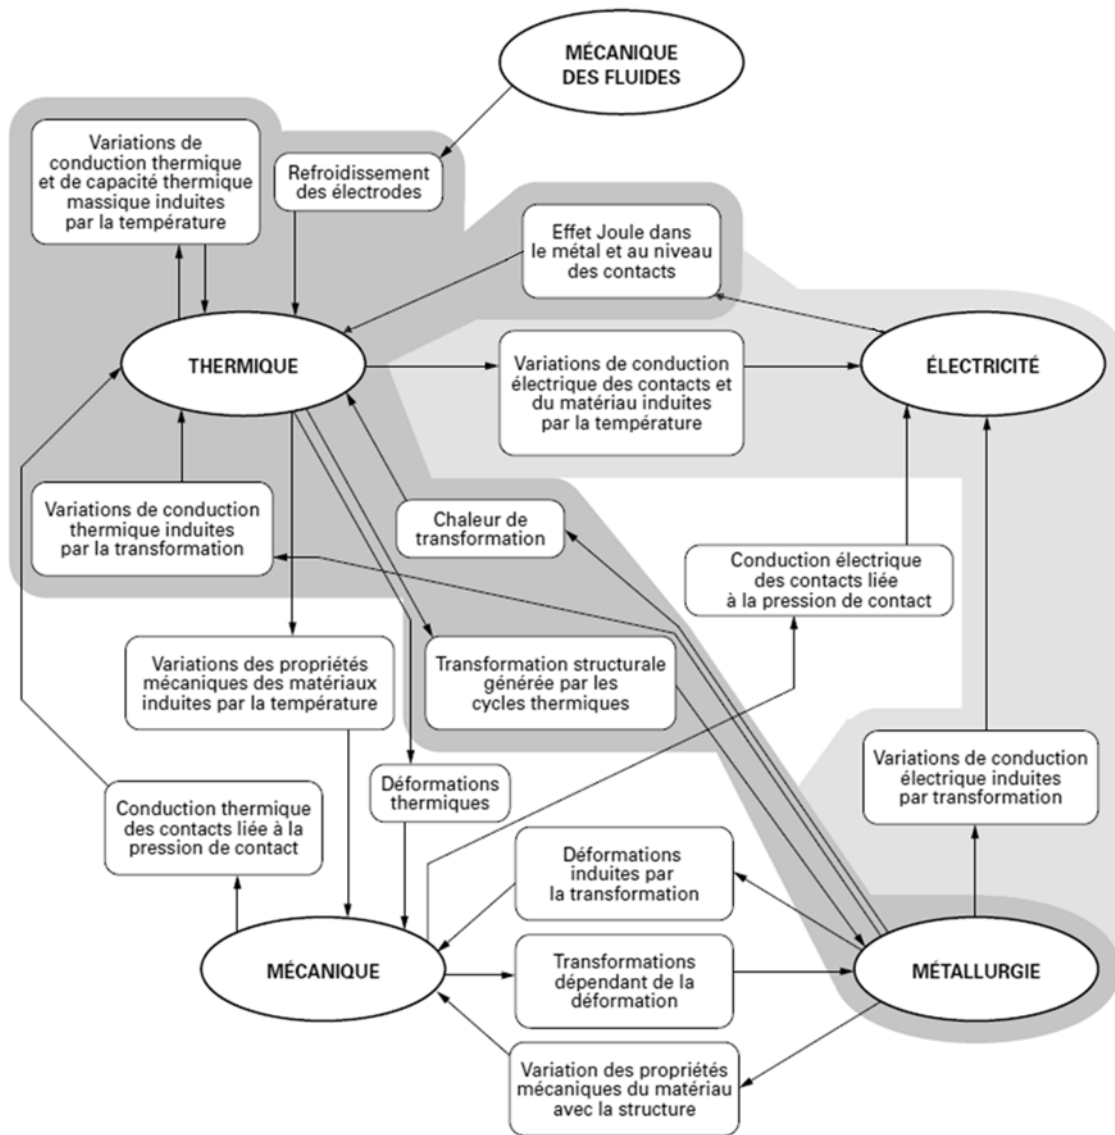 MÉCANIQUE
DES FLUIDES
Variations de
conduction thermique
et de capacité thermique
massique induites
par la température
Refroidissement
des électrodes
Effet Joule dans
le métal et au niveau
des contacts
THERMIQUE
Variations de conduction
électrique des contacts et
du matériau induites
par la température
ÉLECTRICITÉ
Variations de conduction
thermique induites
par la transformation
Chaleur de
transformation
Conduction électrique
des contacts liée
à la pression de contact
Variations des propriétés
mécaniques des matériaux
induites par la température
Transformation structurale
générée par les
cycles thermiques
Variations de conduction
électrique induites
par transformation
Déformations
thermiques
Conduction thermique
des contacts liée à la
pression de contact
Déformations
induites par
la transformation
MÉCANIQUE
Transformations
dépendant de la
déformation
MÉTALLURGIE
Variation des propriétés
mécaniques du matériau
avec la structure